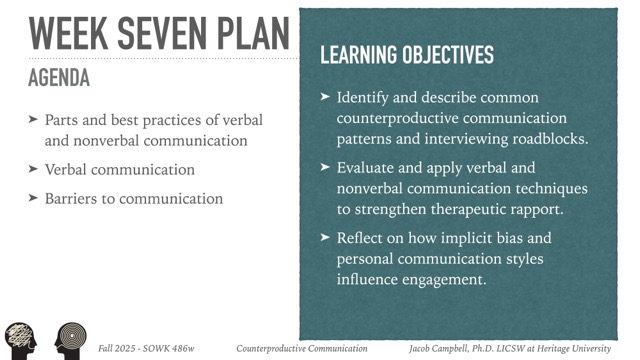 WEEK SEVEN PLAN
AGENDA
➤ Parts and best practices of verbal
and nonverbal communication
➤ Verbal communication
➤ Barriers to communication
LEARNING OBJECTIVES
➤ Identify and describe common
counterproductive communication
patterns and interviewing roadblocks.
➤ Evaluate and apply verbal and
nonverbal communication techniques
to strengthen therapeutic rapport.
➤ Reflect on how implicit bias and
personal communication styles
influence engagement.
Fall 2025 - SOWK 486w Counterproductive Communication Jacob Campbell, Ph.D. LICSW at Heritage University